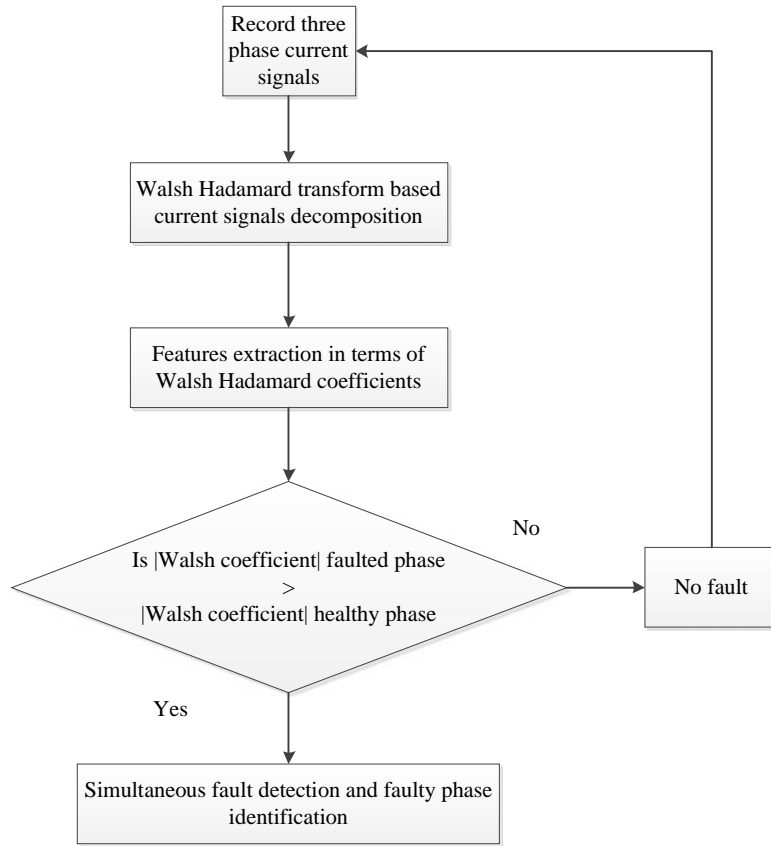 Record three
phase current
signals
Walsh Hadamard transform based
current signals decomposition
Features extraction in terms of
Walsh Hadamard coefficients
Is |Walsh coefficient| faulted phase
>
|Walsh coefficient| healthy phase
No
No fault
Yes
Simultaneous fault detection and faulty phase
identification